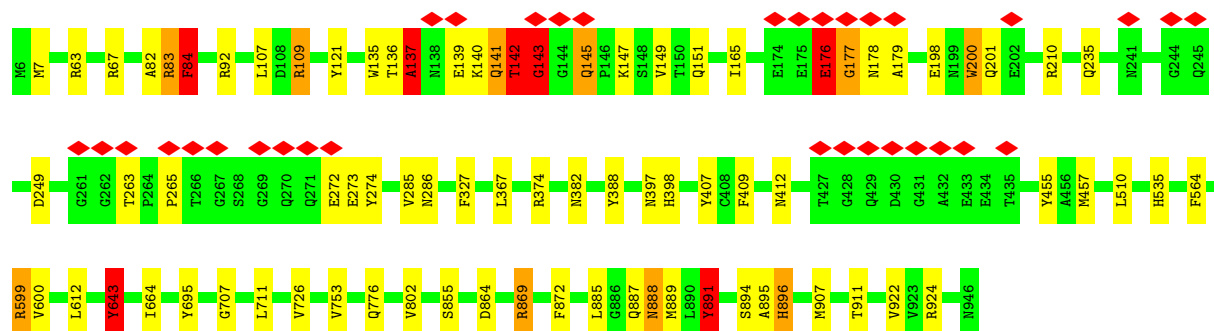 M6 M7 R63 R67 A82 R83 F84 R92 L107 D108 R109 Y121 W135 T136 A137 N138 E139 K140 Q141 T142 G143 G144 Q145 P146 K147 S148 V149 T150 Q151 I165 E174 E175 E176 G177 N178 A179 E198 N199 W200 Q201 E202 R210 Q235 N241 G244 Q245
D249 G261 G262 T263 P264 P265 T266 G267 S268 G269 Q270 Q271 E272 E273 Y274 V285 N286 F327 L367 R374 N382 Y388 N397 H398 Y407 C408 F409 N412 T427 G428 Q429 D430 G431 A432 E433 E434 T435 Y455 A456 M457 L510 H535 F564
R599 V600 L612 Y643 I664 Y695 G707 L711 V726 V753 Q776 V802 S855 D864 R869 F872 L885 G886 Q887 N888 M889 L890 Y891 S894 A895 H896 M907 T911 V922 V923 R924 N946